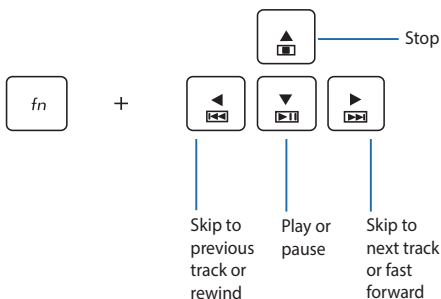 Stop
fn
+
Skip to
previous
track or
rewind
Play or
pause
Skip to
next track
or fast
forward